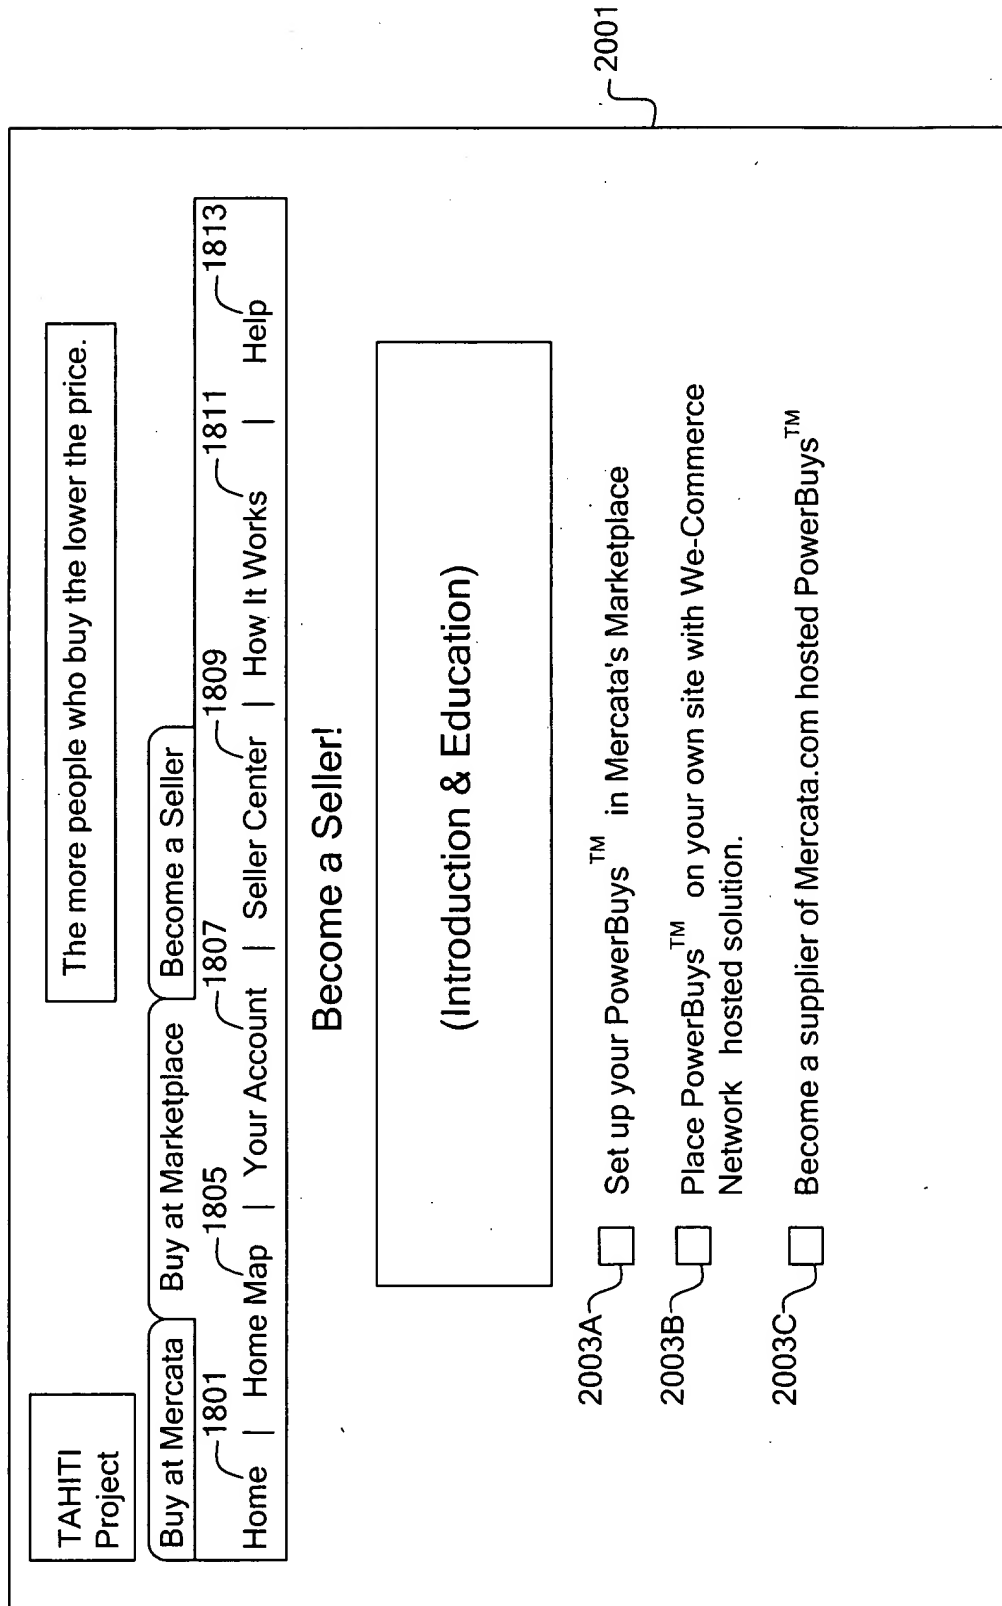 TAHITI
Project
The more people who buy the lower the price.
Buy at Mercata Buy at Marketplace Become a Seller
1801 1805 1807 1809 1811 1813
Home | Home Map | Your Account | Seller Center | How It Works | Help
Become a Seller!
(Introduction & Education)
2001
2003A Set up your PowerBuys™ in Mercata's Marketplace
2003B Place PowerBuys™ on your own site with We-Commerce
Network hosted solution.
2003C Become a supplier of Mercata.com hosted PowerBuys™